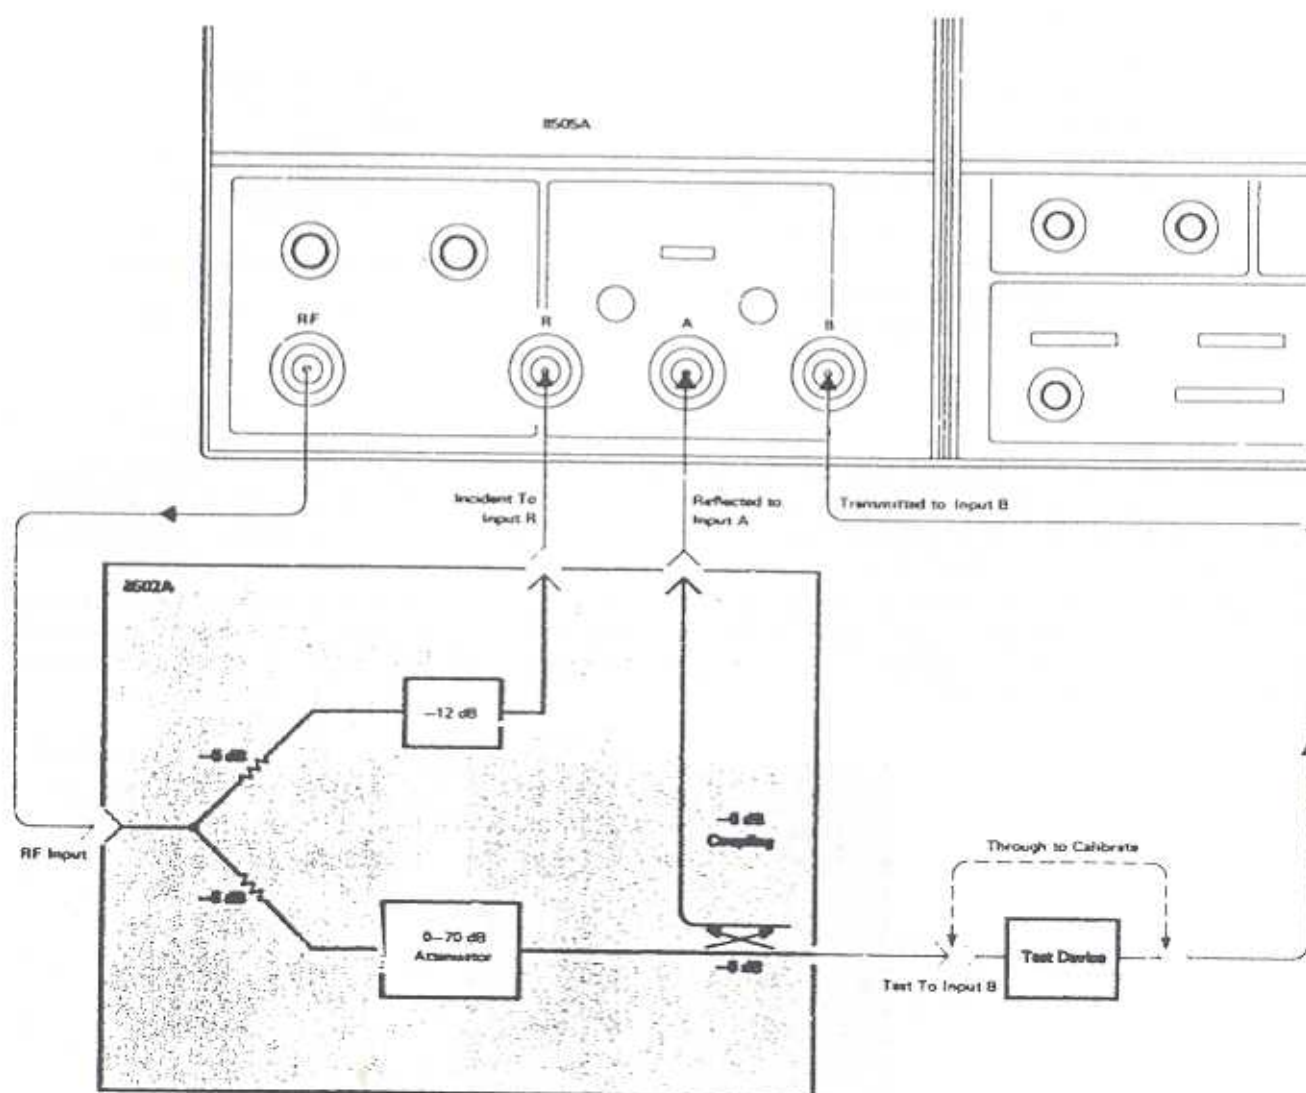 8505A
RF
R
A
B
Incident To
Input R
Reflected to
Input A
Transmitted to Input B
8502A
–12 dB
–6 dB
–6 dB
Coupling
RF Input
–6 dB
0–70 dB
Attenuator
–6 dB
Through to Calibrate
Test Device
Test To Input B